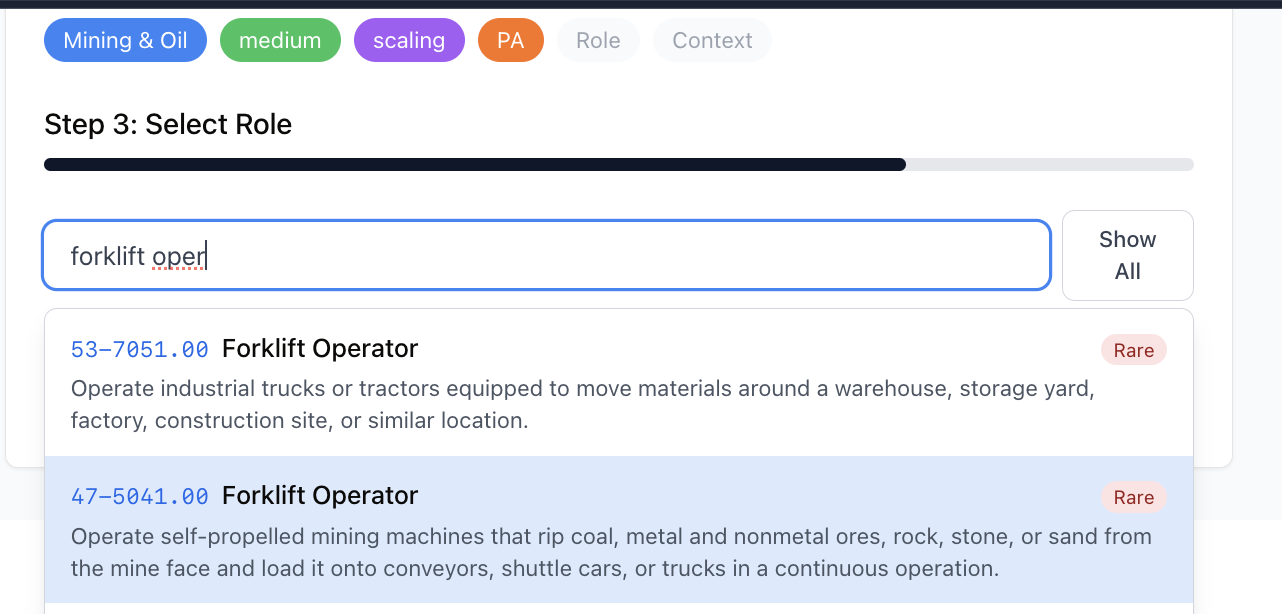 Mining & Oil medium scaling PA Role Context
Step 3: Select Role
forklift oper
Show
All
53-7051.00 Forklift Operator Rare
Operate industrial trucks or tractors equipped to move materials around a warehouse, storage yard,
factory, construction site, or similar location.
47-5041.00 Forklift Operator Rare
Operate self-propelled mining machines that rip coal, metal and nonmetal ores, rock, stone, or sand from
the mine face and load it onto conveyors, shuttle cars, or trucks in a continuous operation.